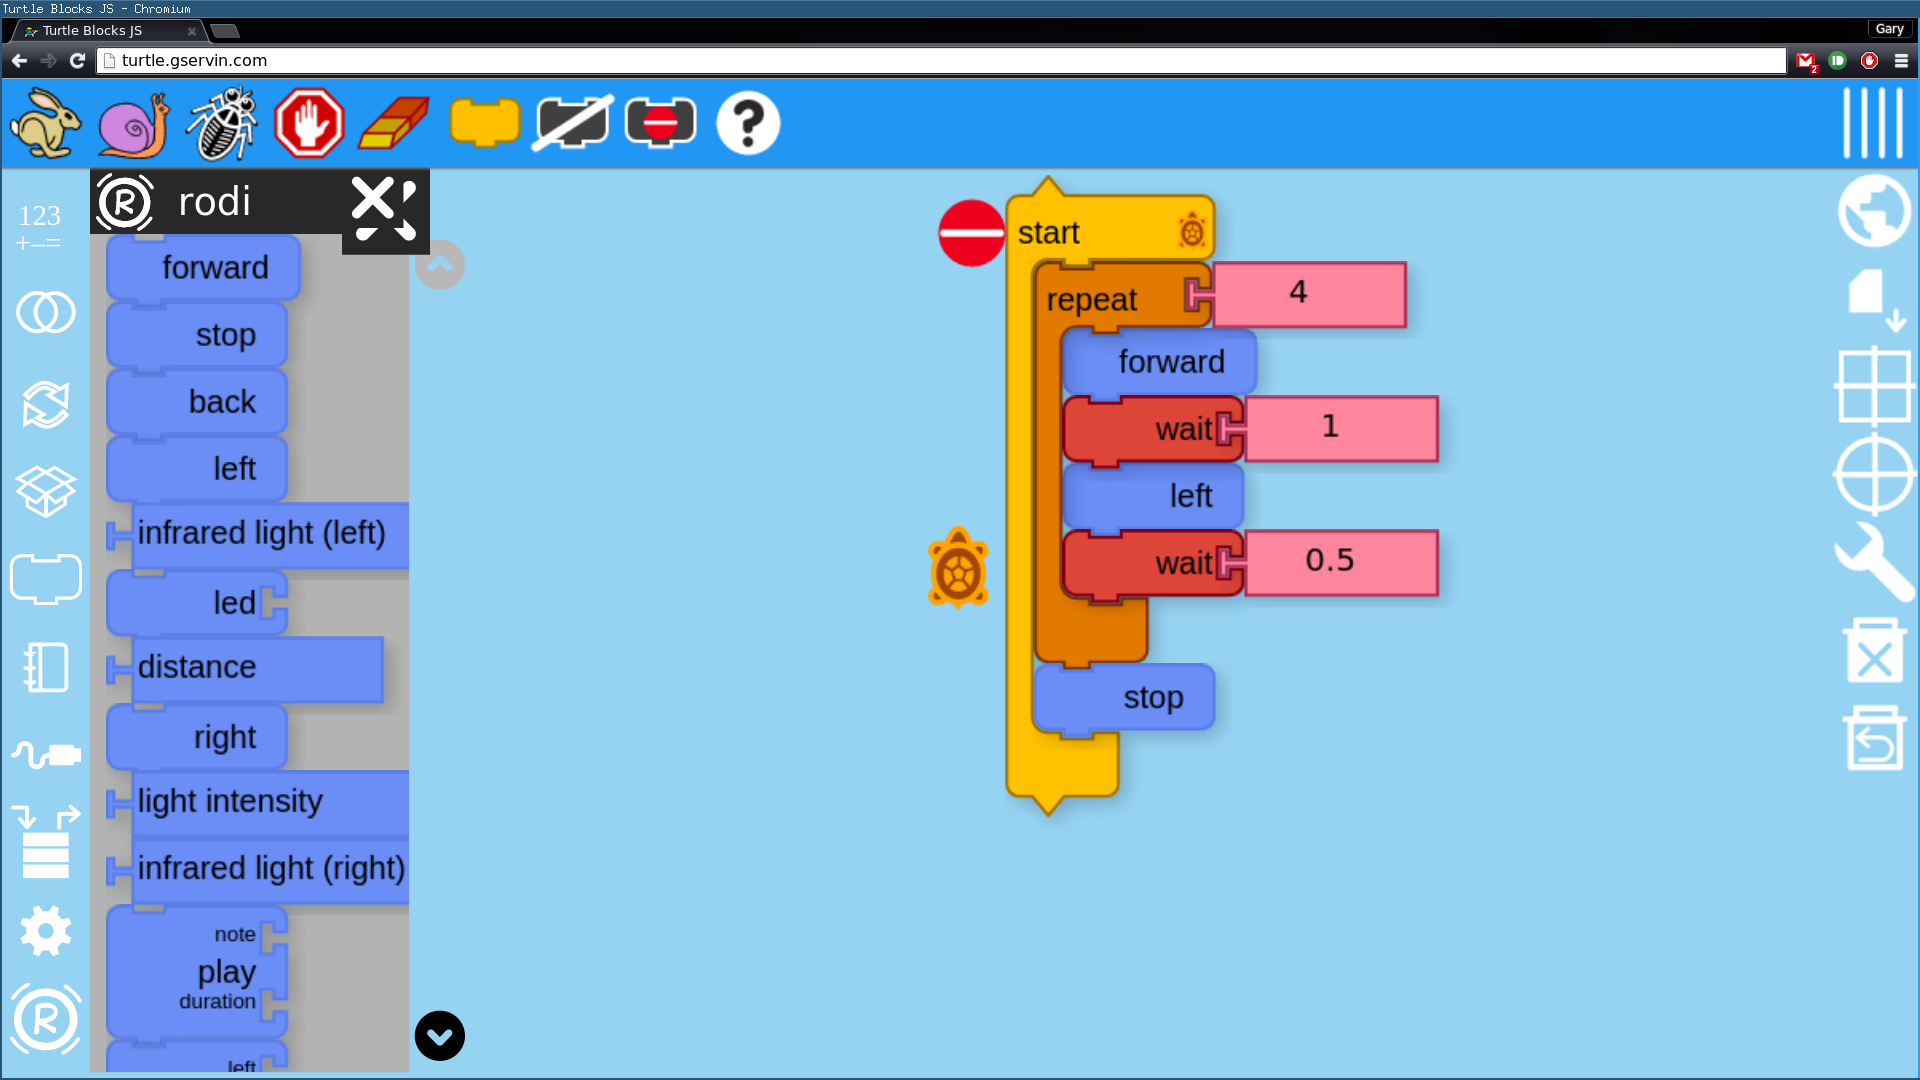 Turtle Blocks JS - Chromium
Turtle Blocks JS
Gary
turtle.gservin.com
2
123
+−=
rodi
forward
stop
back
left
infrared light (left)
led
distance
right
light intensity
infrared light (right)
note
play
duration
left
R
R
?
start
repeat
4
forward
wait
1
left
wait
0.5
stop